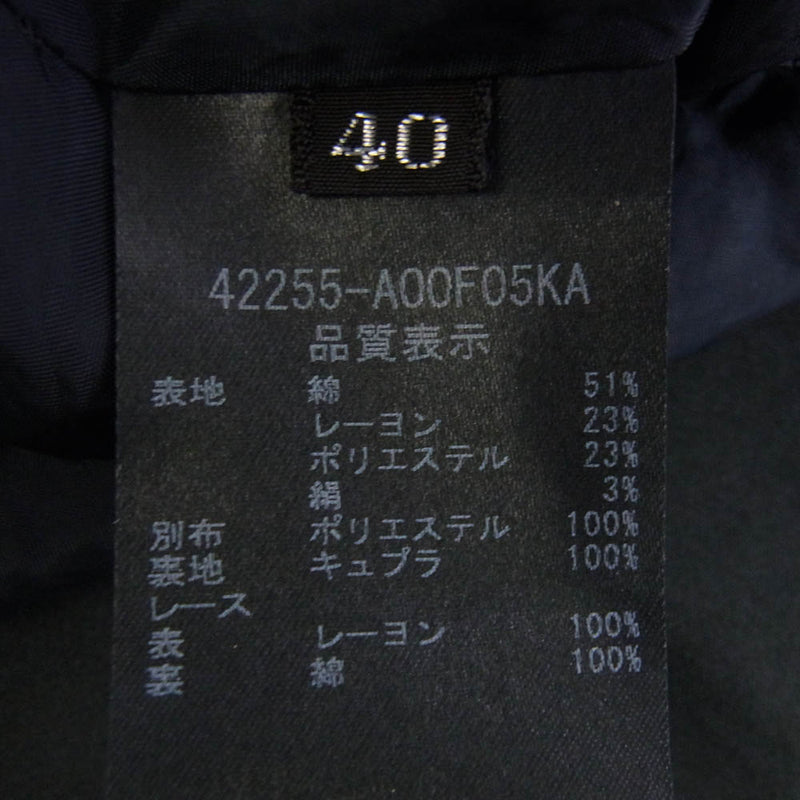 40
42255-A00F05KA
品質表示
表地 綿 51%
レーヨン 23%
ポリエステル 23%
絹 3%
別布 ポリエステル 100%
裏地 キュプラ 100%
レース
表 レーヨン 100%
裏 綿 100%